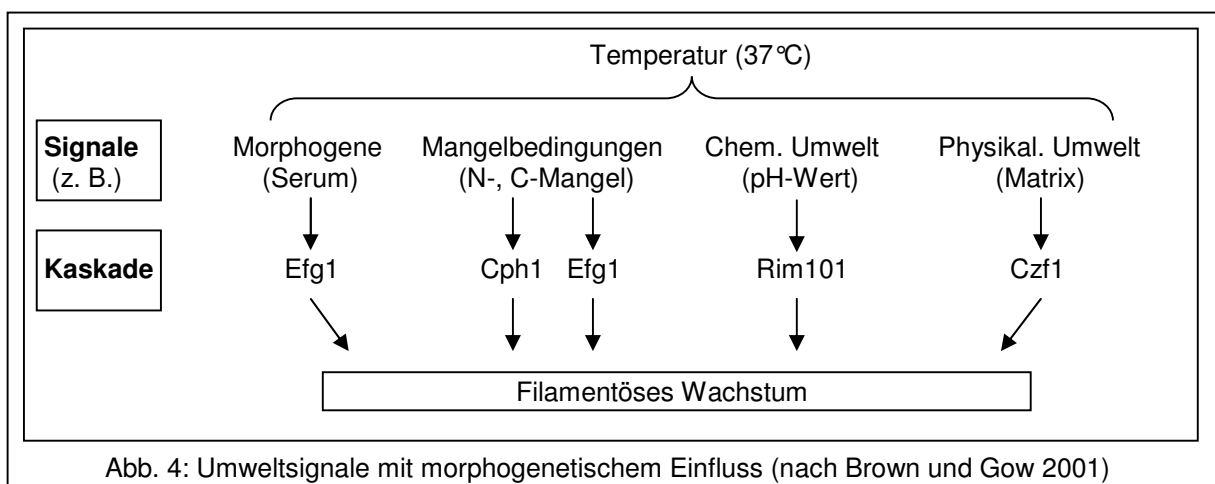 Temperatur (37°C)
Signale
(z. B.)
Morphogene
(Serum)
Mangelbedingungen
(N-, C-Mangel)
Chem. Umwelt
(pH-Wert)
Physikal. Umwelt
(Matrix)
Kaskade
Efg1
Cph1
Efg1
Rim101
Czf1
Filamentöses Wachstum
Abb. 4: Umweltsignale mit morphogenetischem Einfluss (nach Brown und Gow 2001)